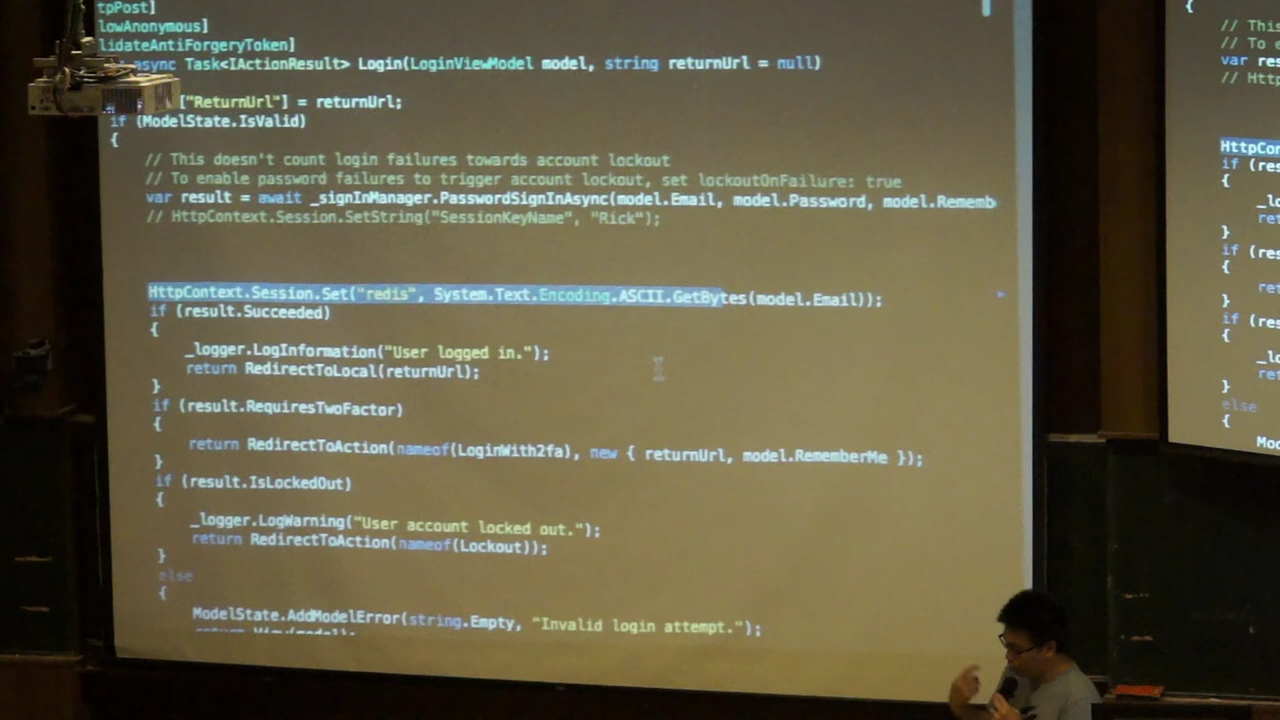 tpPost]
lowAnonymous]
lidateAntiForgeryToken]
async Task<IActionResult> Login(LoginViewModel model, string returnUrl = null)
["ReturnUrl"] = returnUrl;
if (ModelState.IsValid)
{
// This doesn't count login failures towards account lockout
// To enable password failures to trigger account lockout, set lockoutOnFailure: true
var result = await _signInManager.PasswordSignInAsync(model.Email, model.Password, model.Rememb
// HttpContext.Session.SetString("SessionKeyName", "Rick");
HttpContext.Session.Set("redis", System.Text.Encoding.ASCII.GetBytes(model.Email));
if (result.Succeeded)
{
_logger.LogInformation("User logged in.");
return RedirectToLocal(returnUrl);
}
if (result.RequiresTwoFactor)
{
return RedirectToAction(nameof(LoginWith2fa), new { returnUrl, model.RememberMe });
}
if (result.IsLockedOut)
{
_logger.LogWarning("User account locked out.");
return RedirectToAction(nameof(Lockout));
}
else
{
ModelState.AddModelError(string.Empty, "Invalid login attempt.");
return View(model);
{
// This
// To e
var res
// Http
HttpCon
if (res
{
_lo
ret
}
if (res
{
ret
}
if (res
{
_lo
ret
}
else
{
Mod